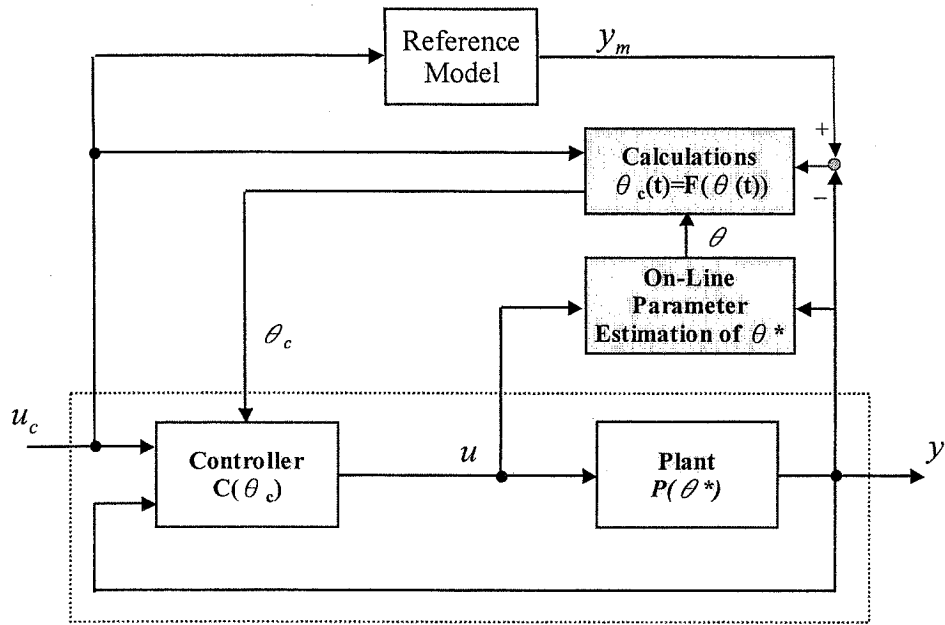 Reference
Model
y_m
+
Calculations
θ_c(t)=F(θ(t))
−
θ
On-Line
Parameter
Estimation of θ*
θ_c
u_c
Controller
C(θ_c)
u
Plant
P(θ*)
y